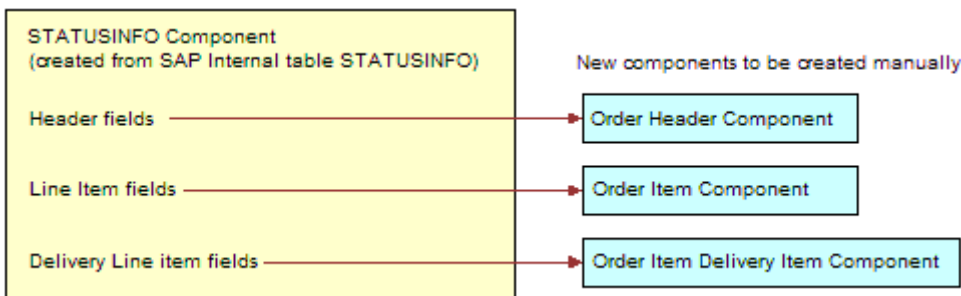 STATUSINFO Component
(created from SAP Internal table STATUSINFO)
New components to be created manually
Header fields
Order Header Component
Line Item fields
Order Item Component
Delivery Line item fields
Order Item Delivery Item Component